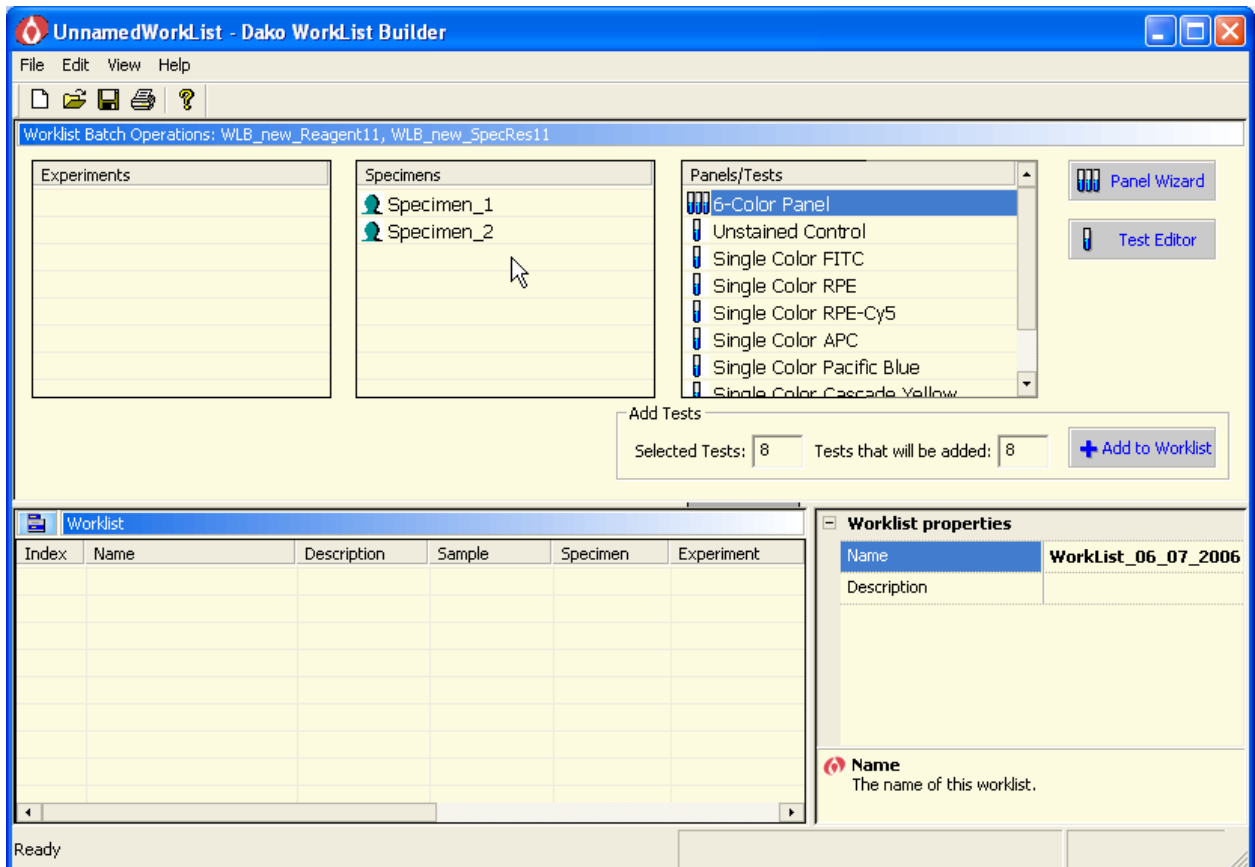 UnnamedWorkList - Dako WorkList Builder
File Edit View Help
Worklist Batch Operations: WLB_new_Reagent11, WLB_new_SpecRes11
Experiments
Specimens
Specimen_1
Specimen_2
Panels/Tests
6-Color Panel
Unstained Control
Single Color FITC
Single Color RPE
Single Color RPE-Cy5
Single Color APC
Single Color Pacific Blue
Single Color Cascade Yellow
Panel Wizard
Test Editor
Add Tests
Selected Tests: 8 Tests that will be added: 8 Add to Worklist
Worklist
Index Name Description Sample Specimen Experiment
Worklist properties
Name WorkList_06_07_2006
Description
Name
The name of this worklist.
Ready